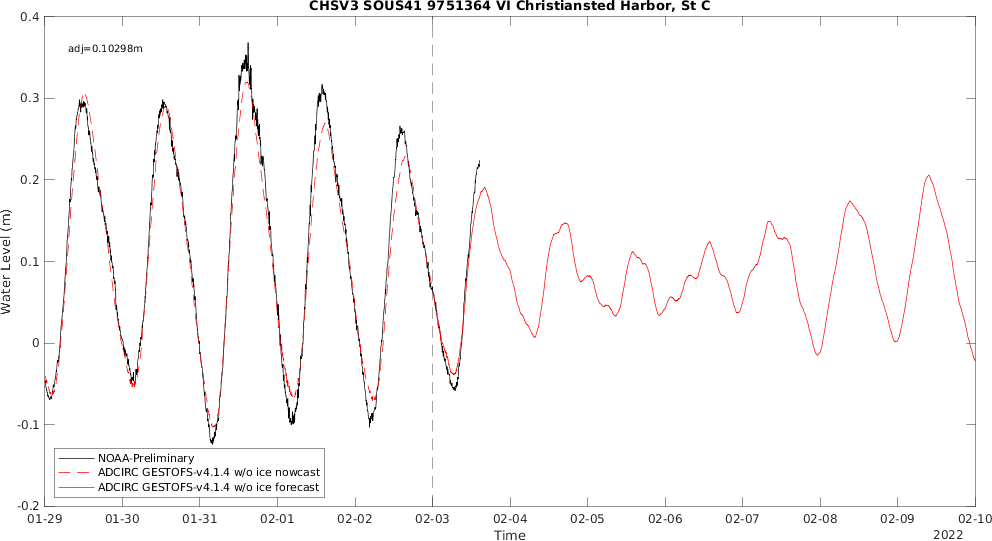 CHSV3 SOUS41 9751364 VI Christiansted Harbor, St C
adj=0.10298m
0.4
0.3
0.2
0.1
0
-0.1
-0.2
Water Level (m)
NOAA-Preliminary
ADCIRC GESTOFS-v4.1.4 w/o ice nowcast
ADCIRC GESTOFS-v4.1.4 w/o ice forecast
01-29 01-30 01-31 02-01 02-02 02-03 02-04 02-05 02-06 02-07 02-08 02-09 02-10
Time
2022